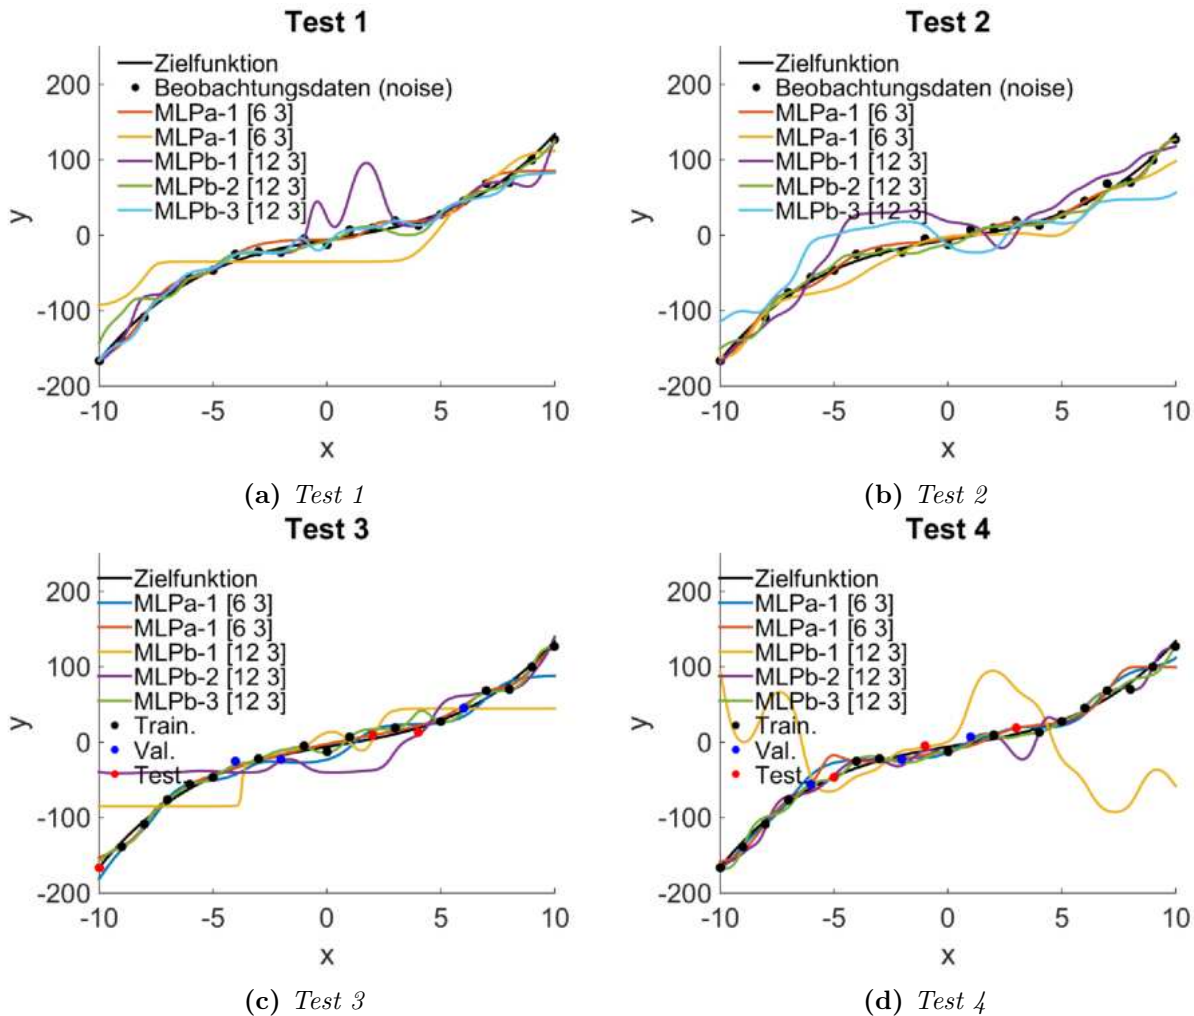 Test 1
Zielfunktion
Beobachtungsdaten (noise)
MLPa-1 [6 3]
MLPa-1 [6 3]
MLPb-1 [12 3]
MLPb-2 [12 3]
MLPb-3 [12 3]
200
100
0
-100
-200
y
-10
-5
0
5
10
x
(a) Test 1
Test 2
Zielfunktion
Beobachtungsdaten (noise)
MLPa-1 [6 3]
MLPa-1 [6 3]
MLPb-1 [12 3]
MLPb-2 [12 3]
MLPb-3 [12 3]
200
100
0
-100
-200
y
-10
-5
0
5
10
x
(b) Test 2
Test 3
Zielfunktion
MLPa-1 [6 3]
MLPa-1 [6 3]
MLPb-1 [12 3]
MLPb-2 [12 3]
MLPb-3 [12 3]
Train.
Val.
Test.
200
100
0
-100
-200
y
-10
-5
0
5
10
x
(c) Test 3
Test 4
Zielfunktion
MLPa-1 [6 3]
MLPa-1 [6 3]
MLPb-1 [12 3]
MLPb-2 [12 3]
MLPb-3 [12 3]
Train.
Val.
Test.
200
100
0
-100
-200
y
-10
-5
0
5
10
x
(d) Test 4